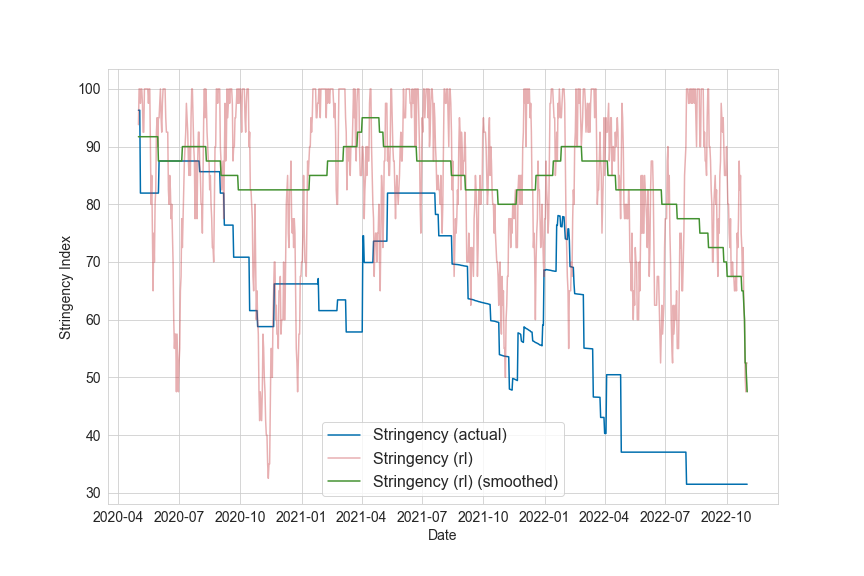 100
90
80
70
60
50
40
30
Stringency Index
Stringency (actual)
Stringency (rl)
Stringency (rl) (smoothed)
2020-04 2020-07 2020-10 2021-01 2021-04 2021-07 2021-10 2022-01 2022-04 2022-07 2022-10
Date